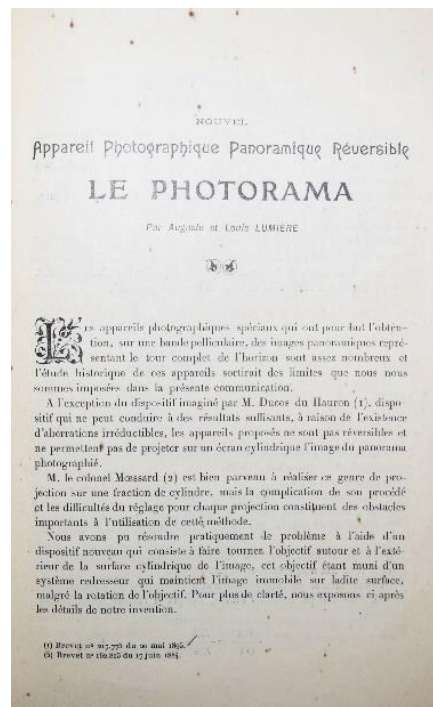 NOUVEL
Appareil Photographique Panoramique Réversible
LE PHOTORAMA
Par Auguste et Louis LUMIÈRE
LES appareils photographiques spéciaux qui ont pour but l'obten-
tion, sur une bande pelliculaire, des images panoramiques repré-
sentant le tour complet de l'horizon sont assez nombreux et
l'étude historique de ces appareils sortirait des limites que nous nous
sommes imposées dans la présente communication.
A l'exception du dispositif imaginé par M. Ducos du Hauron (1), dispo-
sitif qui ne peut conduire à des résultats suffisants, à raison de l'existence
d'aberrations irréductibles, les appareils proposés ne sont pas réversibles et
ne permettent pas de projeter sur un écran cylindrique l'image du panorama
photographié.
M. le colonel Mœssard (2) est bien parvenu à réaliser ce genre de pro-
jection sur une fraction de cylindre, mais la complication de son procédé
et les difficultés du réglage pour chaque projection constituent des obstacles
importants à l'utilisation de cette méthode.
Nous avons pu résoudre pratiquement le problème à l'aide d'un
dispositif nouveau qui consiste à faire tourner l'objectif autour et à l'exté-
rieur de la surface cylindrique de l'image, cet objectif étant muni d'un
système redresseur qui maintient l'image immobile sur ladite surface,
malgré la rotation de l'objectif. Pour plus de clarté, nous exposons ci-après
les détails de notre invention.
(1) Brevet nº 247.775 du 20 mai
(2) Brevet nº du 17 juin 1884.